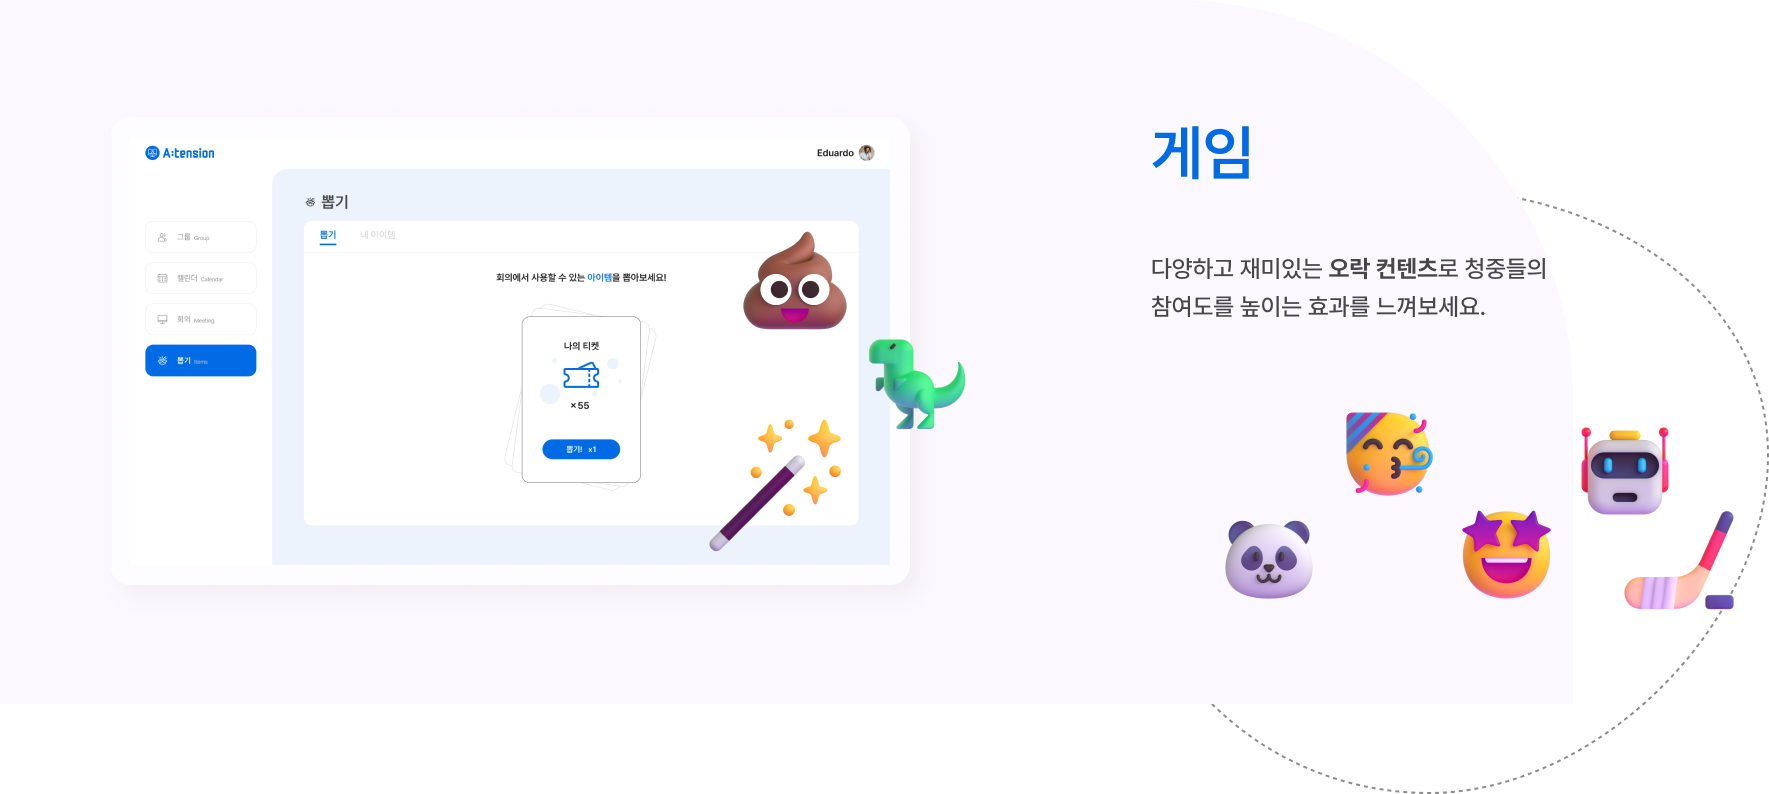 A:tension
Eduardo
그룹 Group
캘린더 Calendar
회의 Meeting
뽑기 Items
뽑기
뽑기 내 아이템
회의에서 사용할 수 있는 아이템을 뽑아보세요!
나의 티켓
×55
뽑기! x1
게임
다양하고 재미있는 오락 컨텐츠로 청중들의
참여도를 높이는 효과를 느껴보세요.